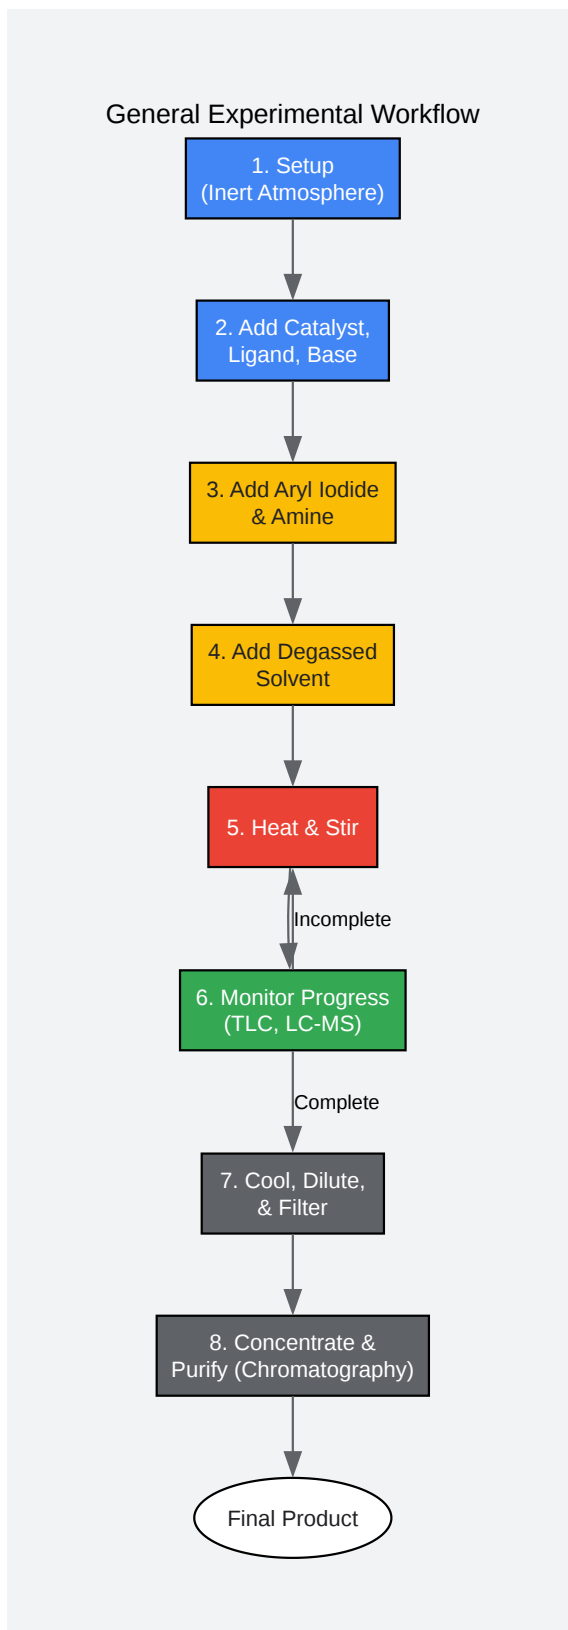 General Experimental Workflow
1. Setup
(Inert Atmosphere)
2. Add Catalyst,
Ligand, Base
3. Add Aryl Iodide
& Amine
4. Add Degassed
Solvent
5. Heat & Stir
Incomplete
6. Monitor Progress
(TLC, LC-MS)
Complete
7. Cool, Dilute,
& Filter
8. Concentrate &
Purify (Chromatography)
Final Product